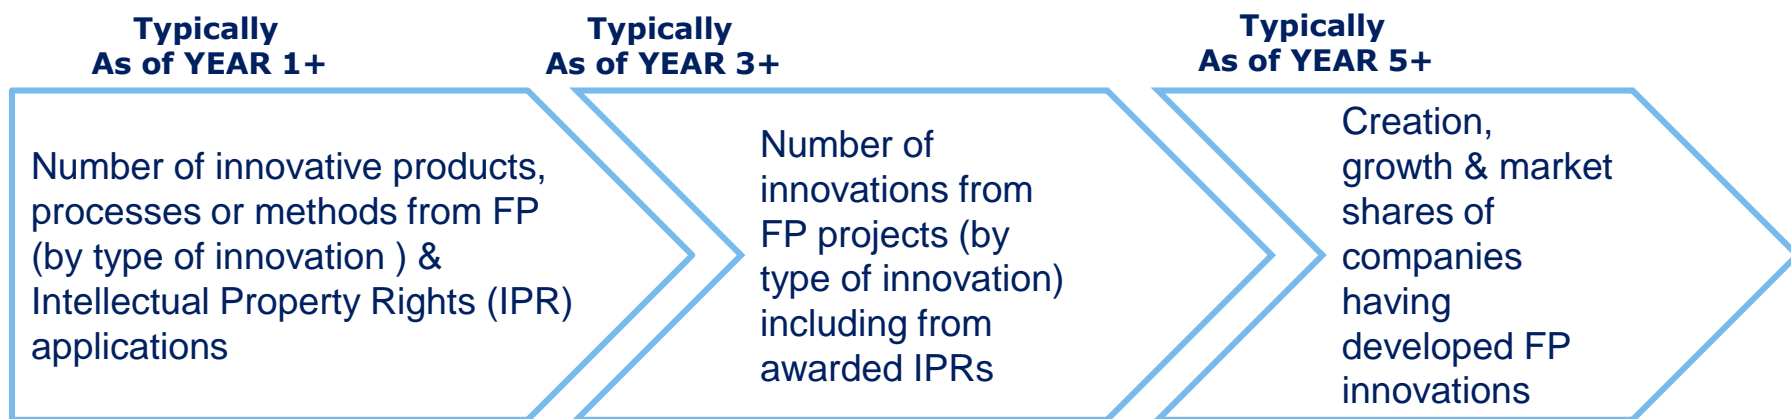 Typically
As of YEAR 1+
Typically
As of YEAR 3+
Typically
As of YEAR 5+
Number of innovative products,
processes or methods from FP
(by type of innovation ) &
Intellectual Property Rights (IPR)
applications
Number of
innovations from
FP projects (by
type of innovation)
including from
awarded IPRs
Creation,
growth & market
shares of
companies
having
developed FP
innovations